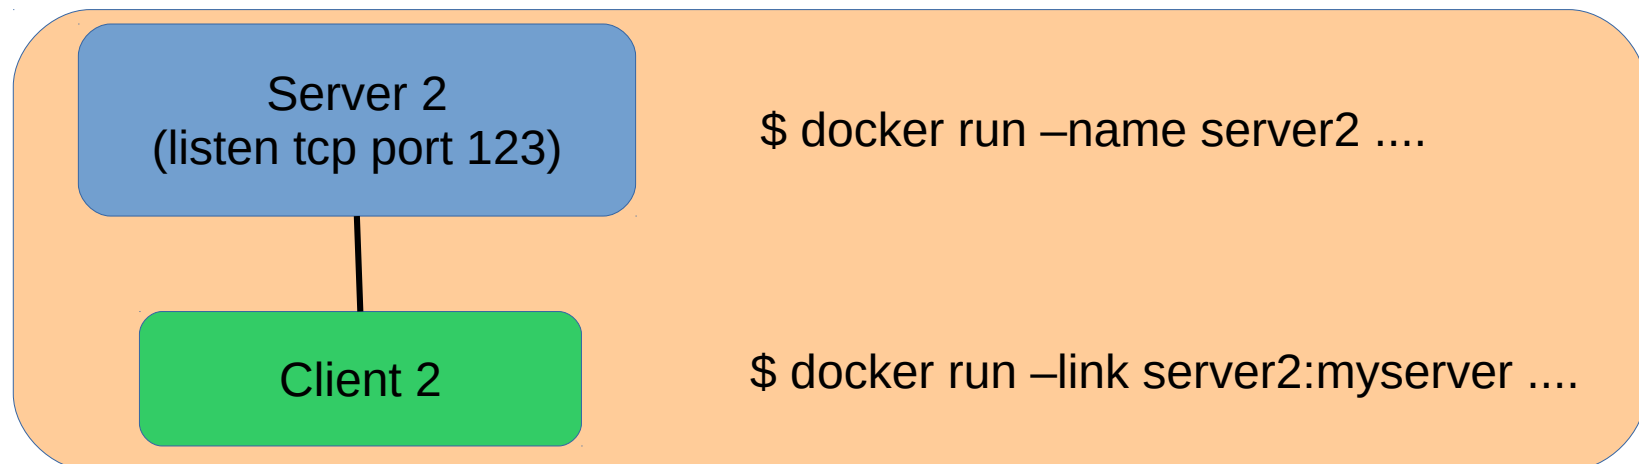 Server 2
(listen tcp port 123)
$ docker run –name server2 ....
Client 2
$ docker run –link server2:myserver ....